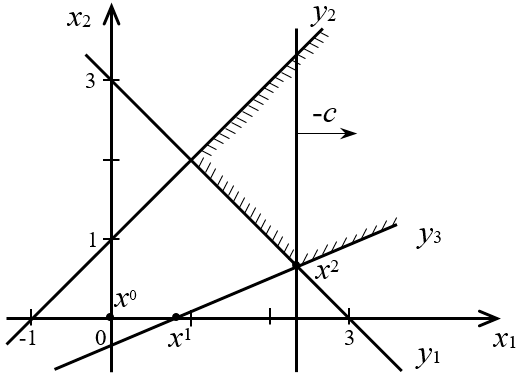 x₂ y₂
3
-c
1
y₃
x⁰ x²
-1 0 x¹ 3 x₁
y₁